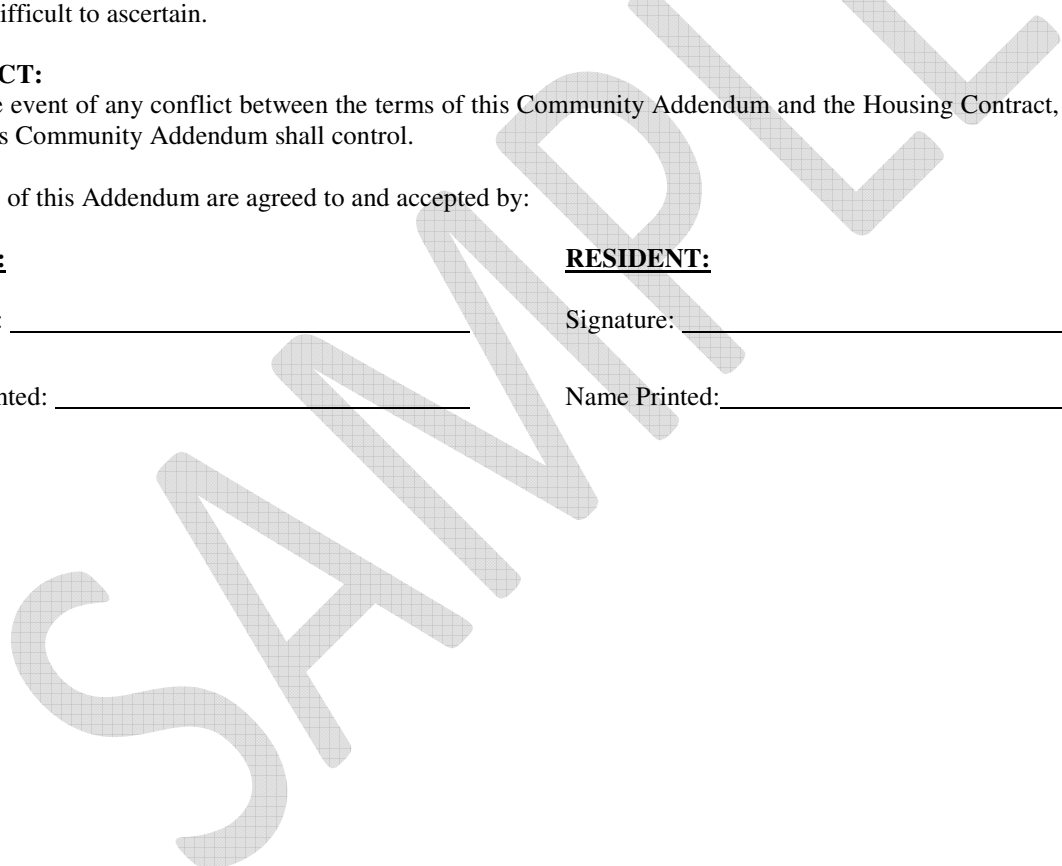 ifficult to ascertain.
CT:
e event of any conflict between the terms of this Community Addendum and the Housing Contract,
s Community Addendum shall control.
of this Addendum are agreed to and accepted by:
: RESIDENT:
: Signature:
nted: Name Printed:
SAMPLE